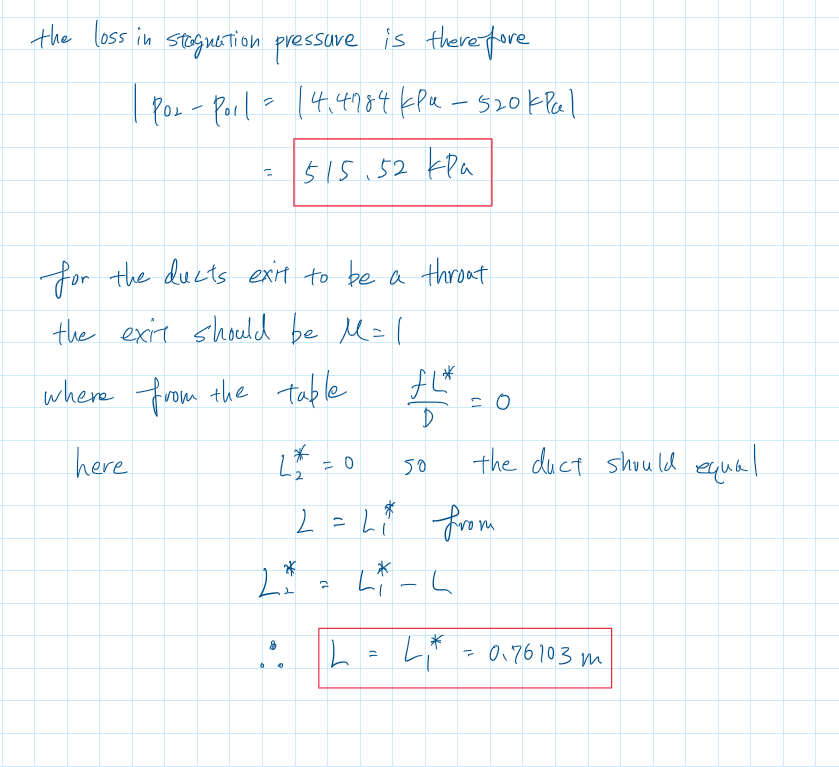 the loss in stagnation pressure is therefore
|P02 - P01| = |4.4784 kPa - 520 kPa|
= 515.52 kPa
for the ducts exit to be a throat
the exit should be M=1
where from the table fL*/D = 0
here L2* = 0 so the duct should equal
L = L1* from
L2* = L1* - L
∴ L = L1* = 0.76103 m